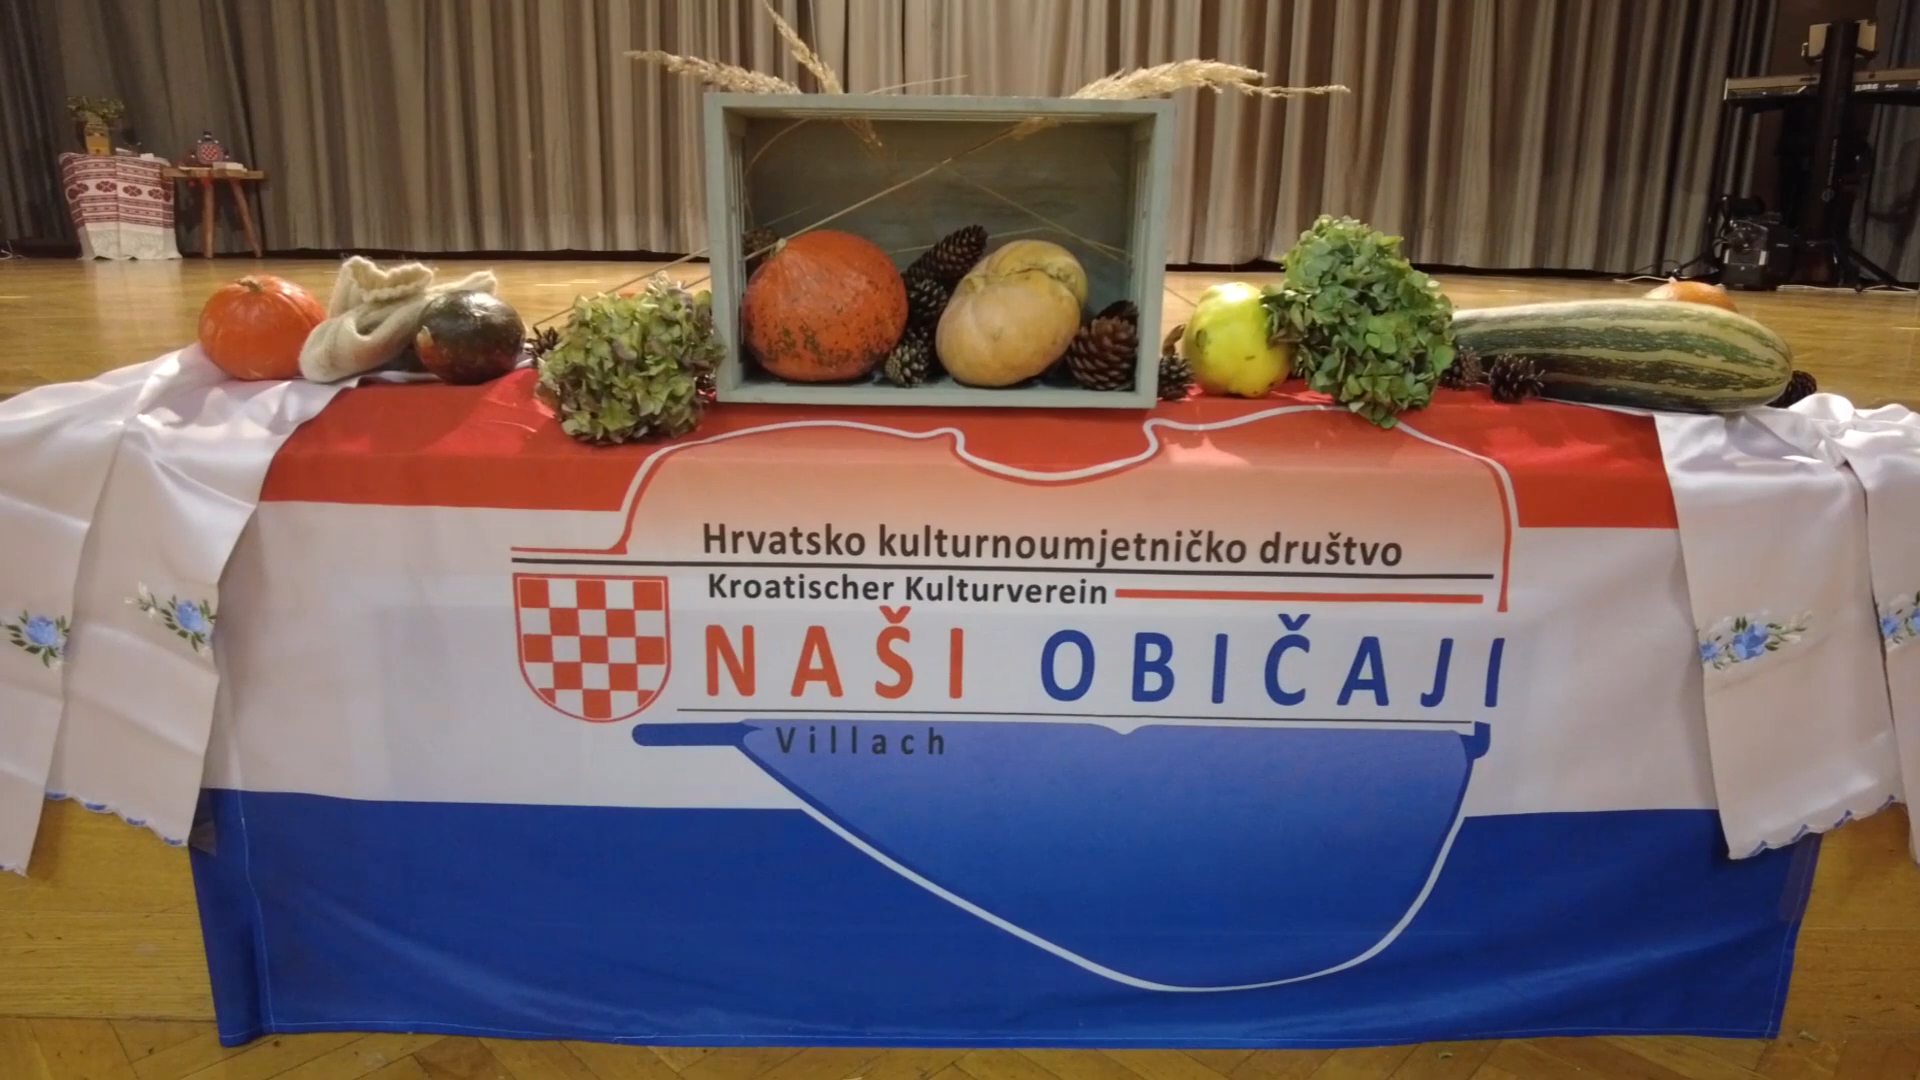 Hrvatsko kulturnoumjetničko društvo
Kroatischer Kulturverein
NAŠI OBIČAJI
Villach